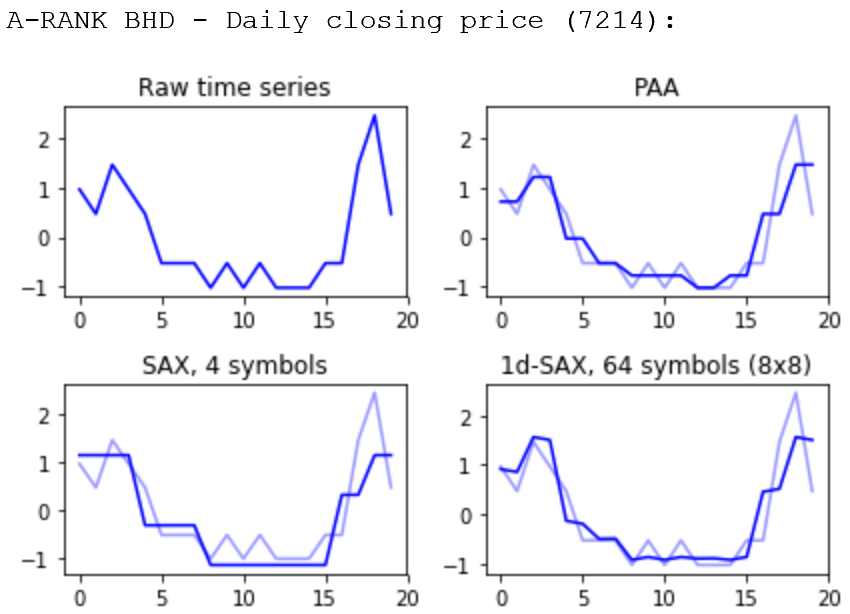 A-RANK BHD - Daily closing price (7214):
Raw time series
PAA
2
1
0
−1
0 5 10 15 20
2
1
0
−1
0 5 10 15 20
SAX, 4 symbols
1d-SAX, 64 symbols (8x8)
2
1
0
−1
0 5 10 15 20
2
1
0
−1
0 5 10 15 20